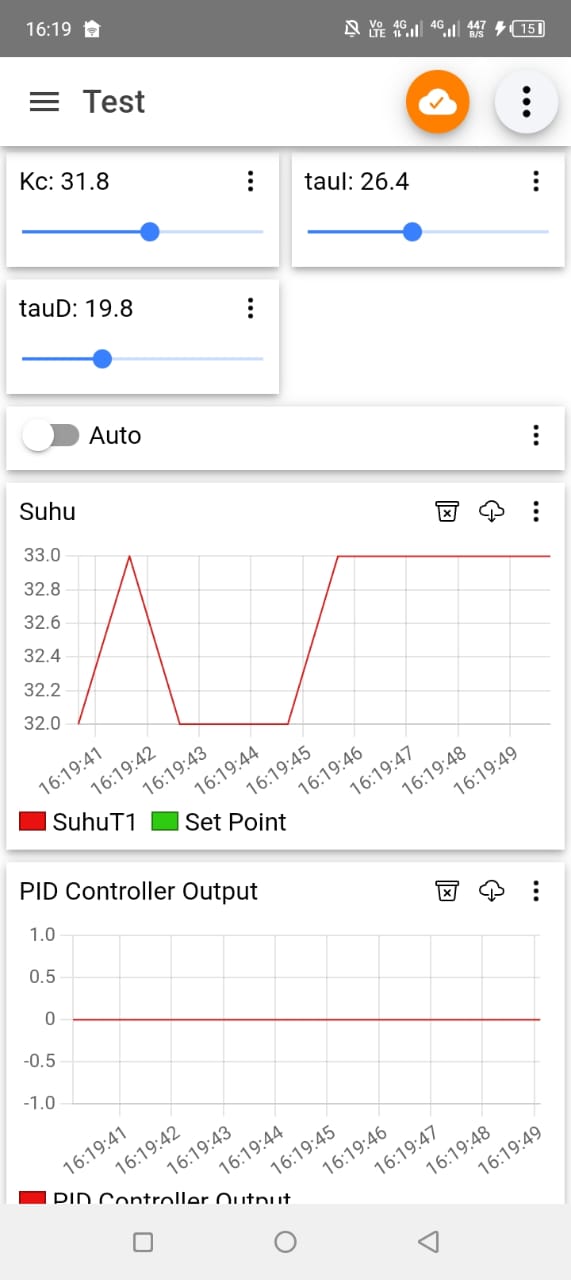 16:19 Vo LTE 4G 4G 447 B/S 15
Test
Kc: 31.8
tauI: 26.4
tauD: 19.8
Auto
Suhu
33.0
32.8
32.6
32.4
32.2
32.0
16:19:41 16:19:42 16:19:43 16:19:44 16:19:45 16:19:46 16:19:47 16:19:48 16:19:49
SuhuT1 Set Point
PID Controller Output
1.0
0.5
0
-0.5
-1.0
16:19:41 16:19:42 16:19:43 16:19:44 16:19:45 16:19:46 16:19:47 16:19:48 16:19:49
PID Controller Output